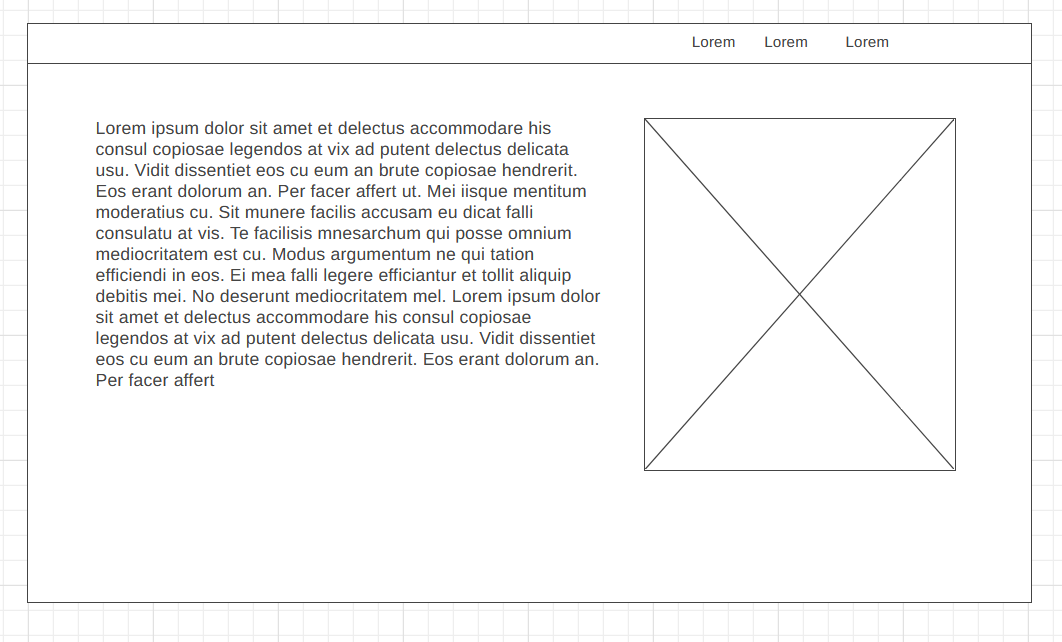 Lorem Lorem Lorem
Lorem ipsum dolor sit amet et delectus accommodare his
consul copiosae legendos at vix ad putent delectus delicata
usu. Vidit dissentiet eos cu eum an brute copiosae hendrerit.
Eos erant dolorum an. Per facer affert ut. Mei iisque mentitum
moderatius cu. Sit munere facilis accusam eu dicat falli
consulatu at vis. Te facilisis mnesarchum qui posse omnium
mediocritatem est cu. Modus argumentum ne qui tation
efficiendi in eos. Ei mea falli legere efficiantur et tollit aliquip
debitis mei. No deserunt mediocritatem mel. Lorem ipsum dolor
sit amet et delectus accommodare his consul copiosae
legendos at vix ad putent delectus delicata usu. Vidit dissentiet
eos cu eum an brute copiosae hendrerit. Eos erant dolorum an.
Per facer affert